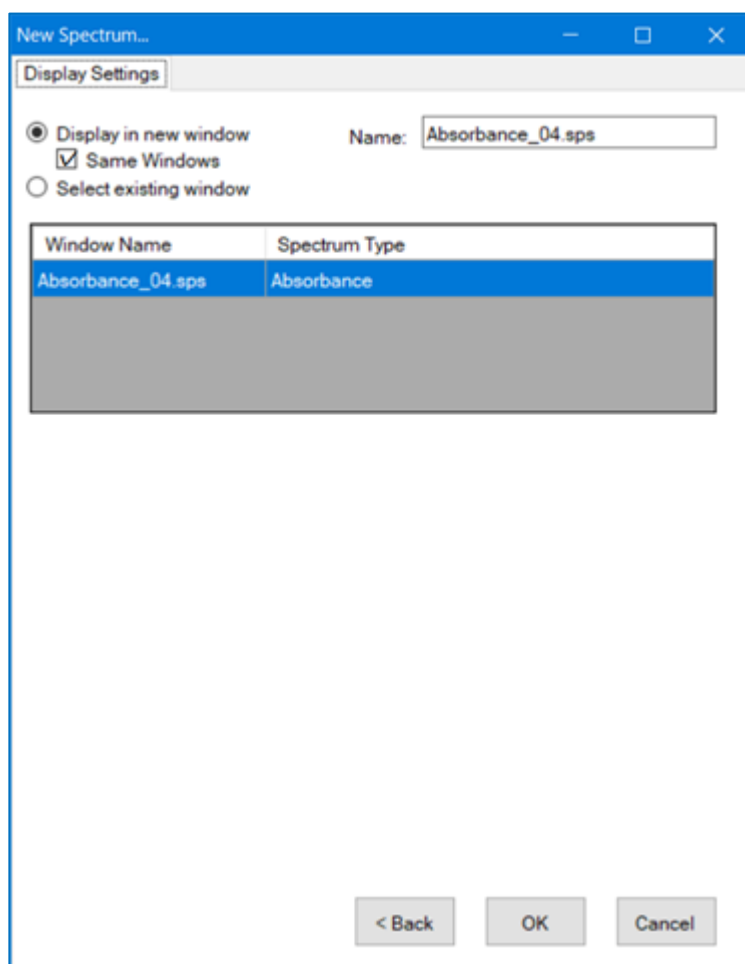 New Spectrum...
Display Settings
Display in new window
Name: Absorbance_04.sps
Same Windows
Select existing window
Window Name Spectrum Type
Absorbance_04.sps Absorbance
< Back OK Cancel